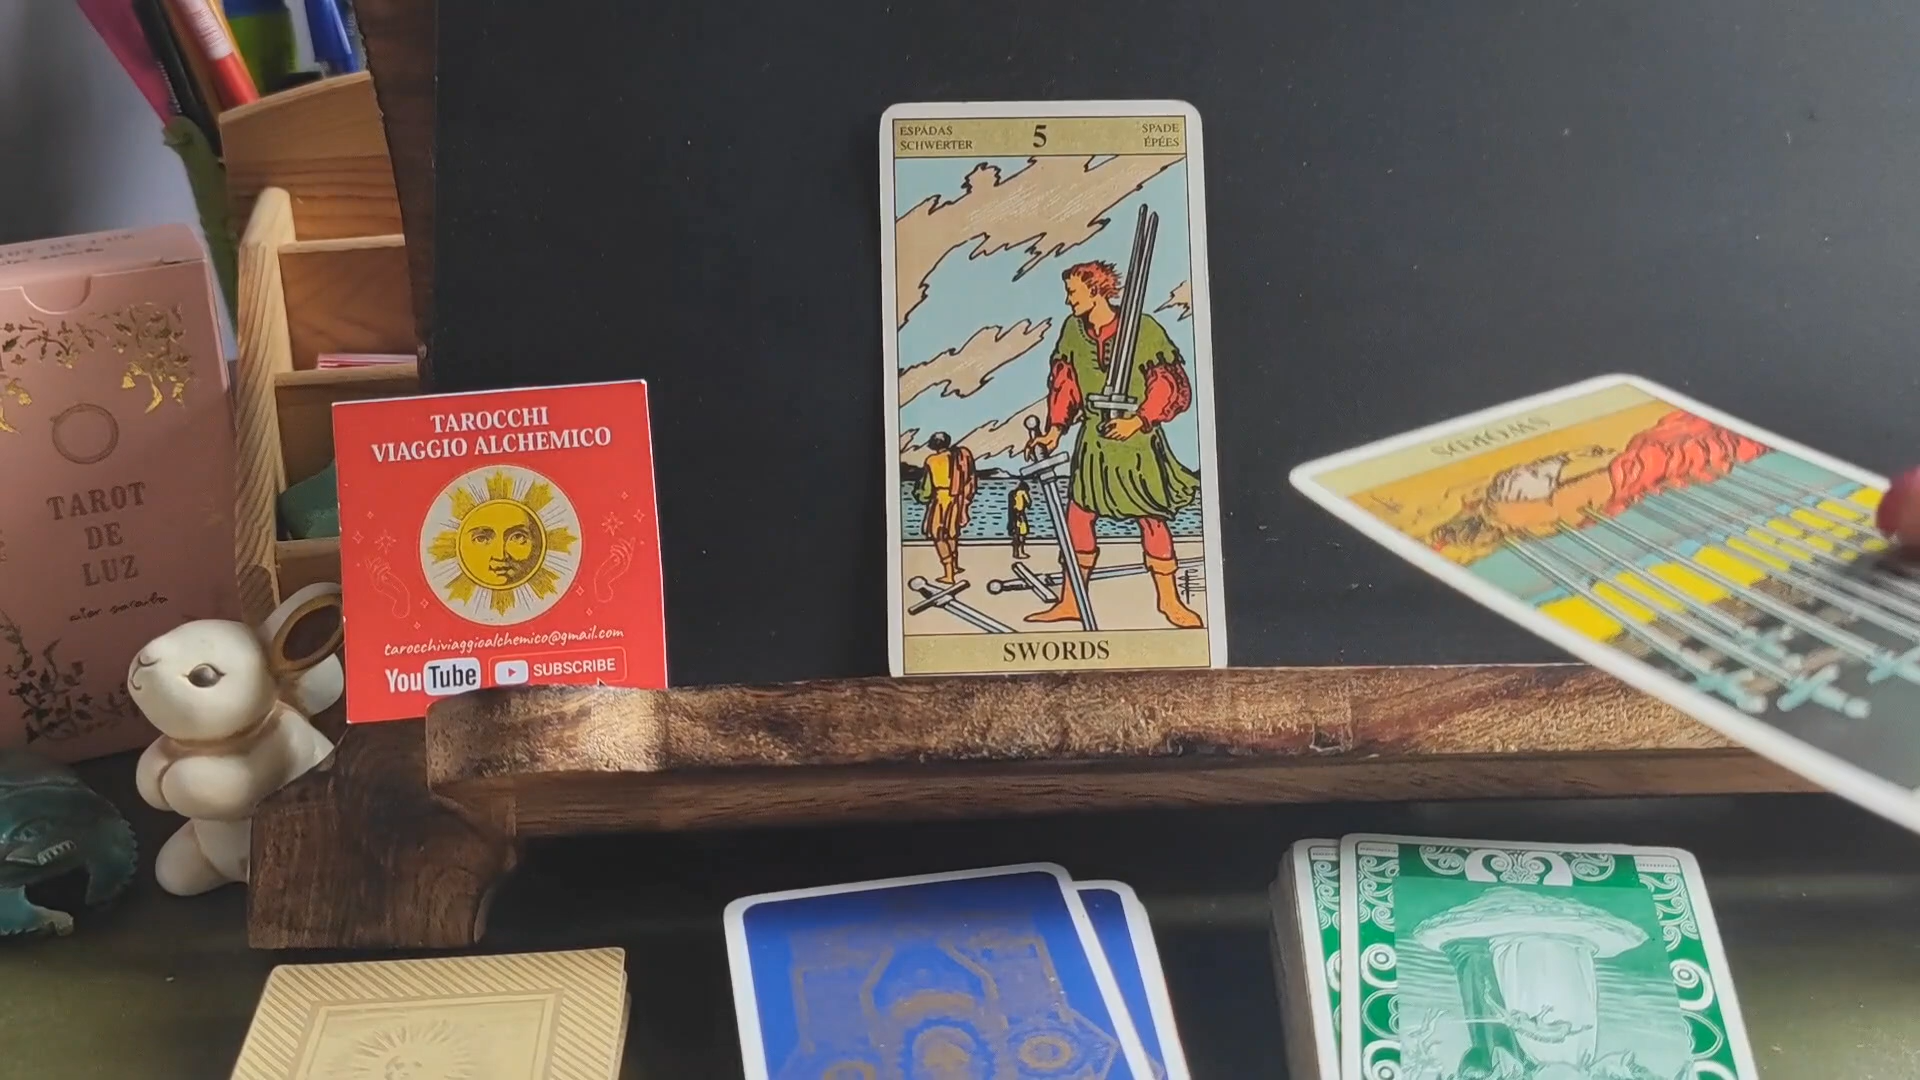 TAROT
DE
LUZ
TAROCCHI
VIAGGIO ALCHEMICO
tarocchiviaggioalchemico@gmail.com
YouTube SUBSCRIBE
ESPADAS 5 SPADE
SCHWERTER ÉPÉES
SWORDS
SWORDS